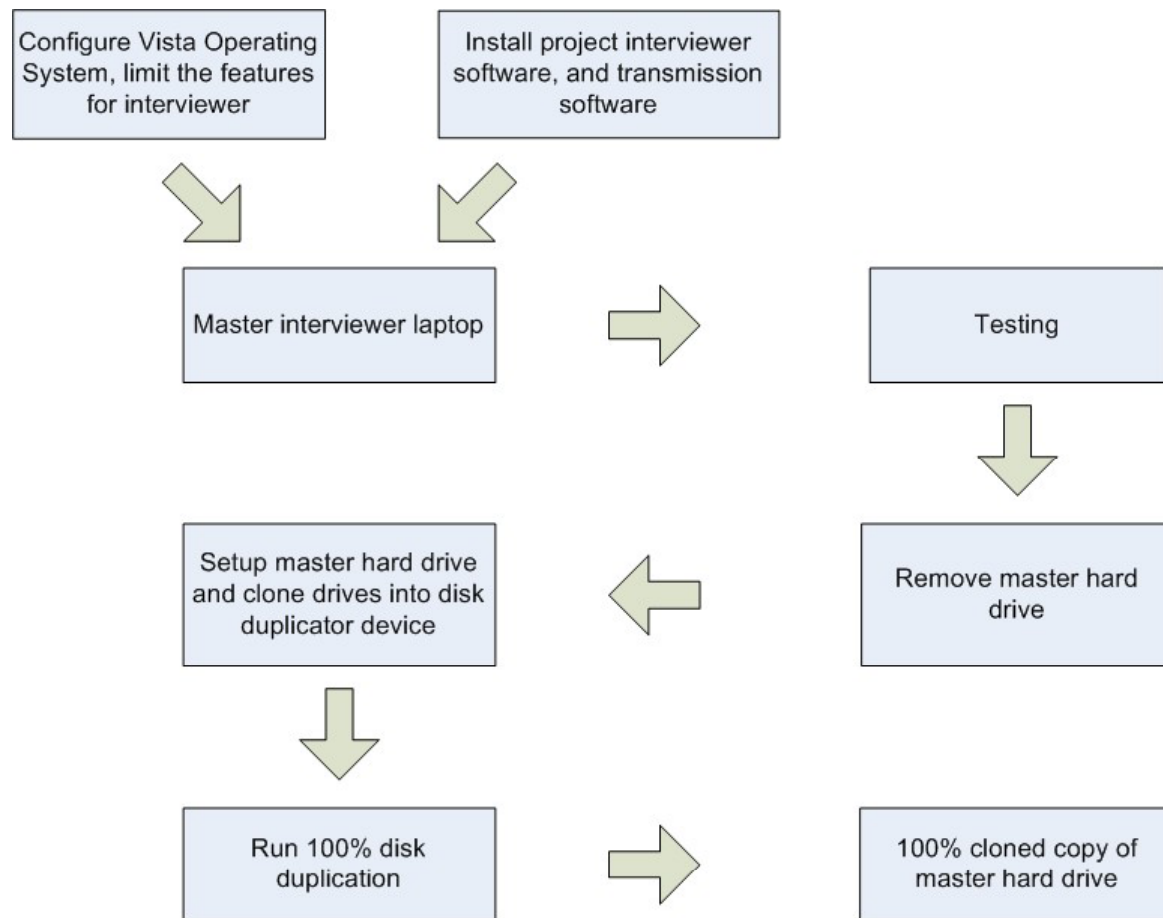 Configure Vista Operating
System, limit the features
for interviewer
Install project interviewer
software, and transmission
software
Master interviewer laptop
Testing
Setup master hard drive
and clone drives into disk
duplicator device
Remove master hard
drive
Run 100% disk
duplication
100% cloned copy of
master hard drive